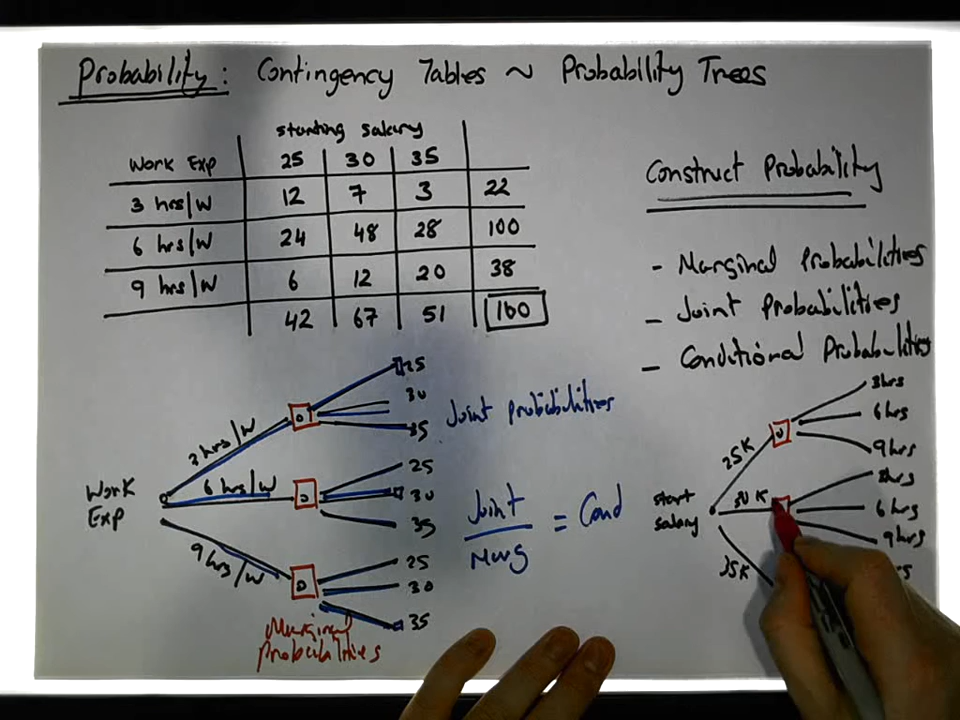 Probability: Contingency Tables ~ Probability Trees
starting salary
Work Exp 25 30 35
3 hrs/W 12 7 3 22
6 hrs/W 24 48 28 100
9 hrs/W 6 12 20 38
42 67 51 160
Construct Probability
- Marginal Probabilities
- Joint Probabilities
- Conditional Probabilities
Work
Exp
3 hrs/W
6 hrs/W
9 hrs/W
25
30
35
25
30
35
25
30
35
Marginal
Probabilities
Joint Probabilities
Joint
Marg
= Cond
start
salary
25K
30K
35K
3hrs
6hrs
9hrs
3hrs
6hrs
9hrs